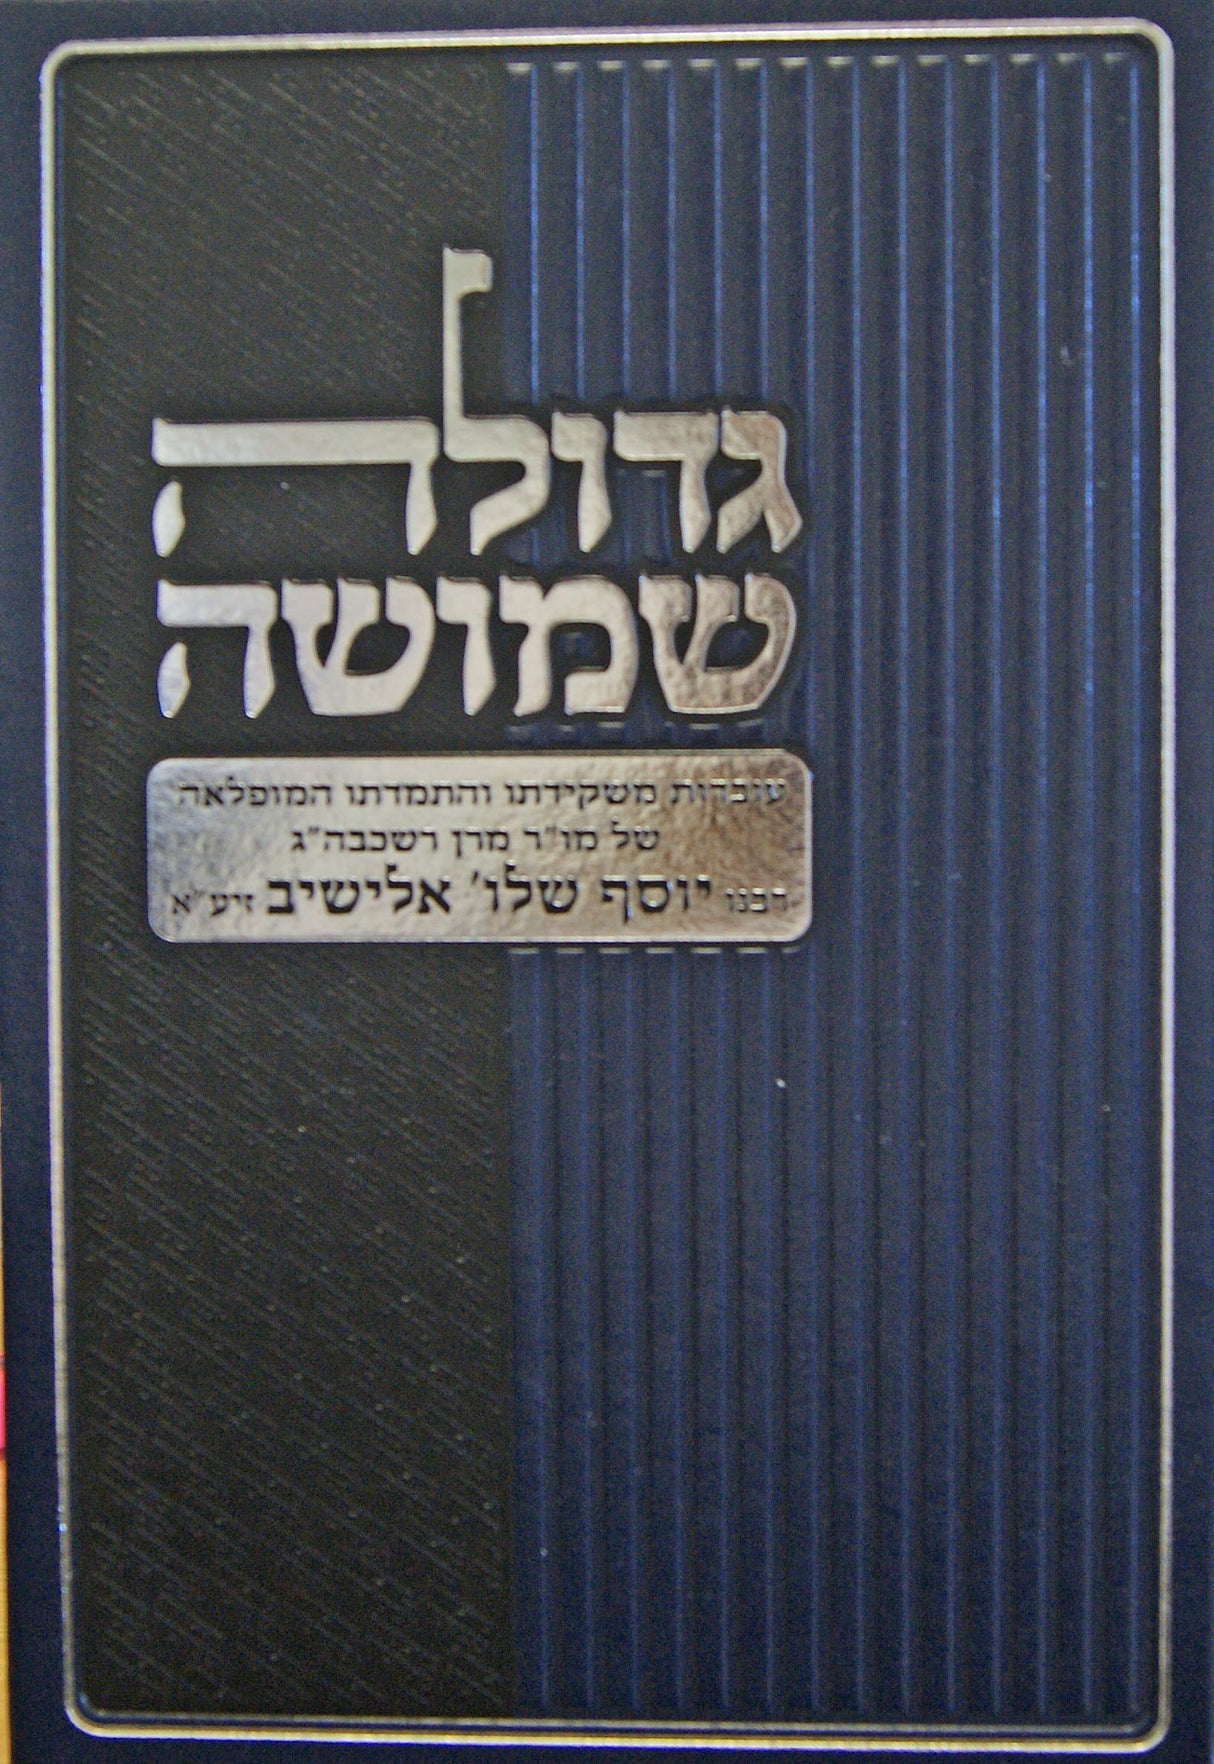 גדולה
שמושה
עובדות משקידתו והתמדתו המופלאה
של מו״ר מרן רשכבה״ג
רבנו יוסף שלו׳ אלישיב זיע״א